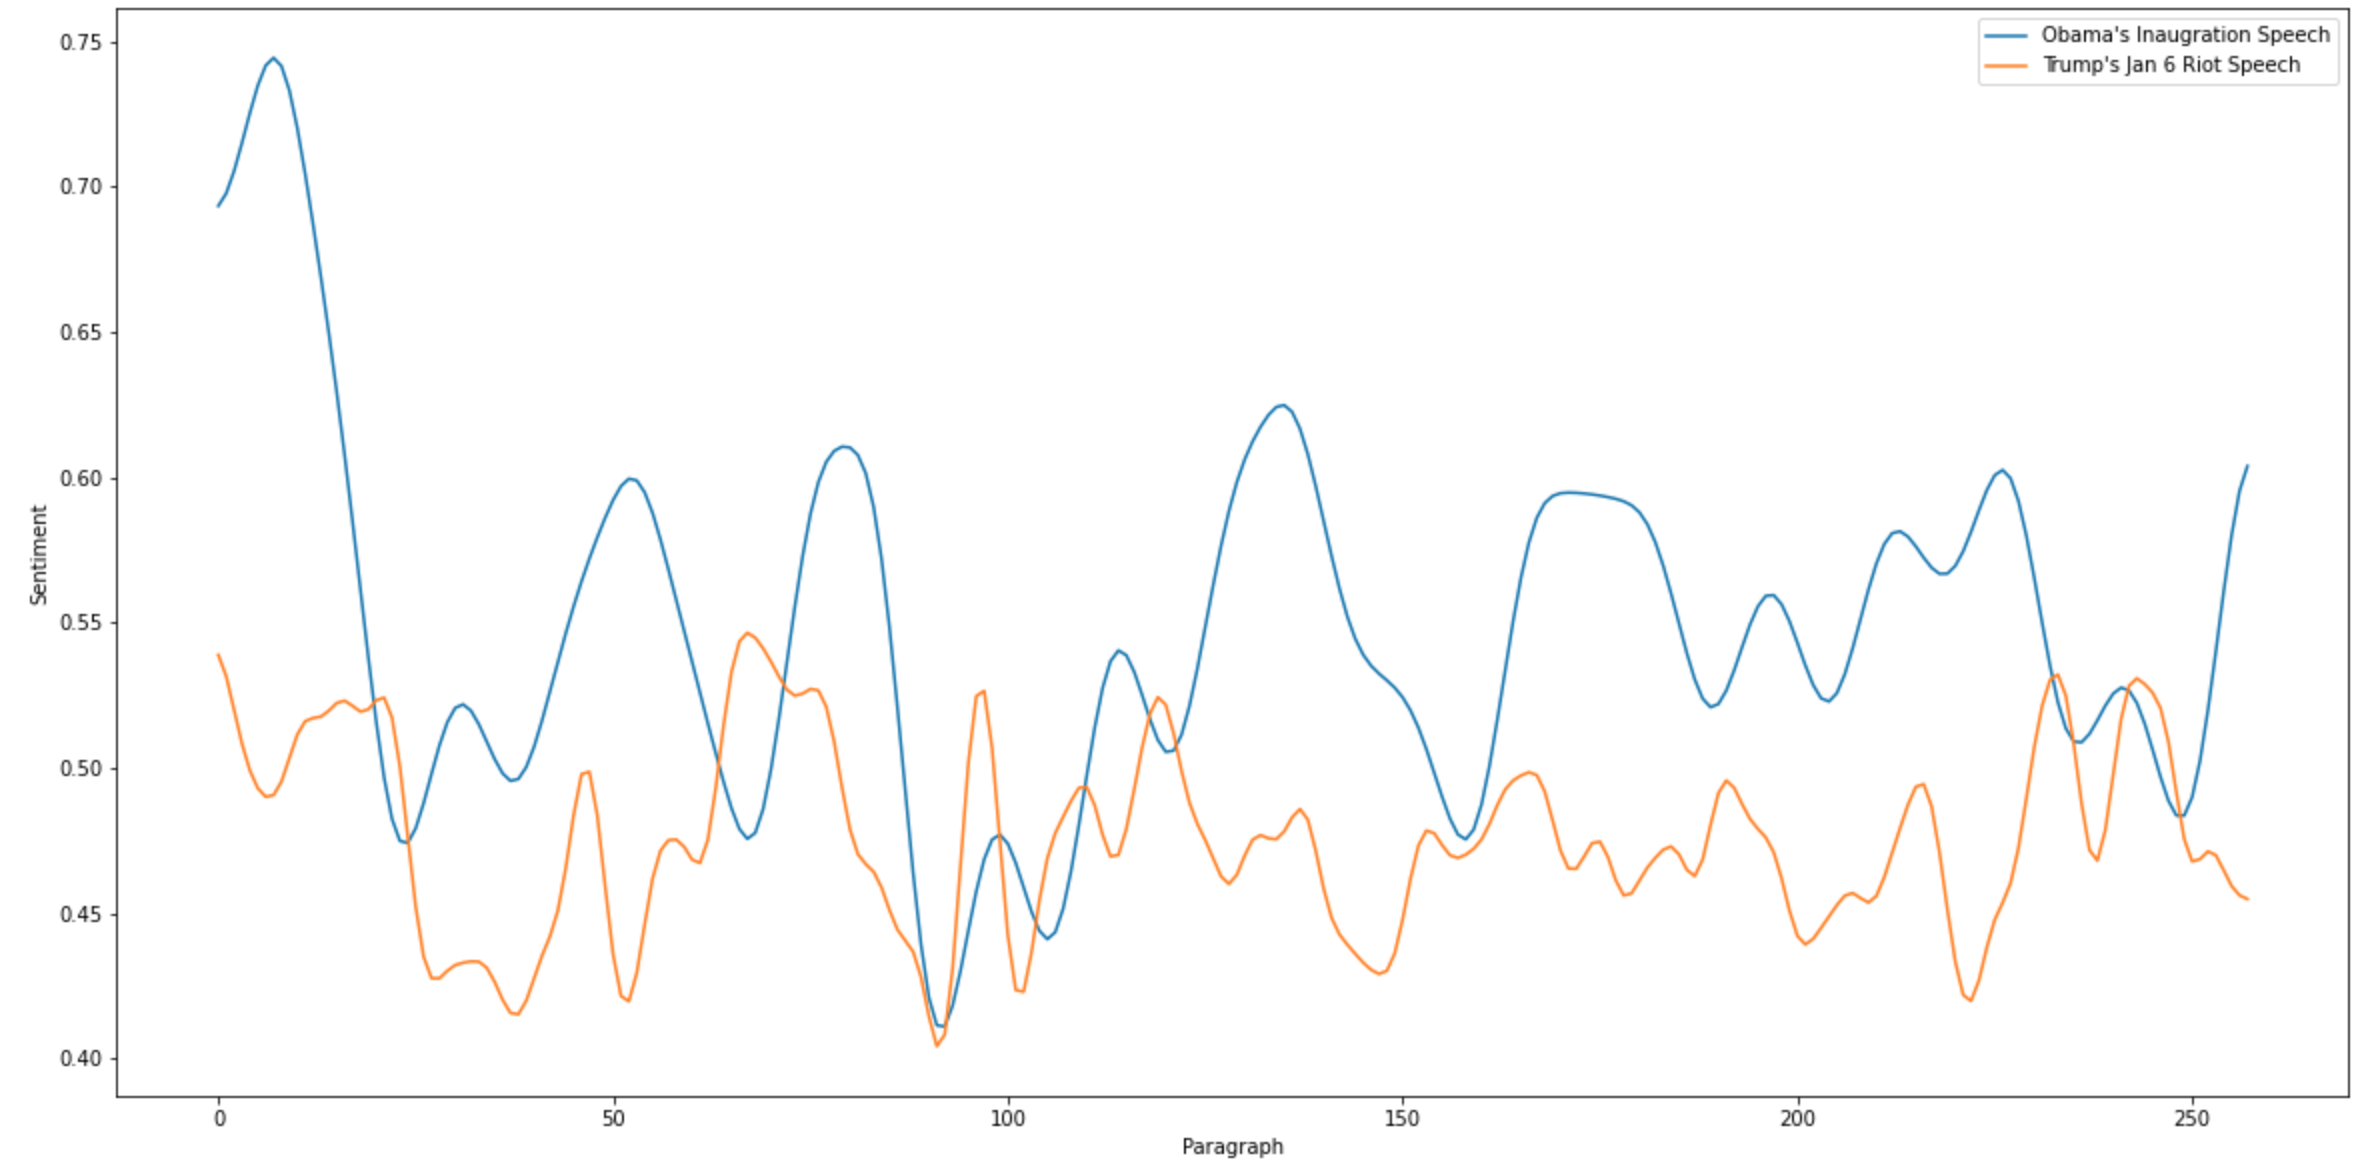 Obama's Inaugration Speech
Trump's Jan 6 Riot Speech
0.75
0.70
0.65
0.60
0.55
0.50
0.45
0.40
Sentiment
0 50 100 150 200 250
Paragraph